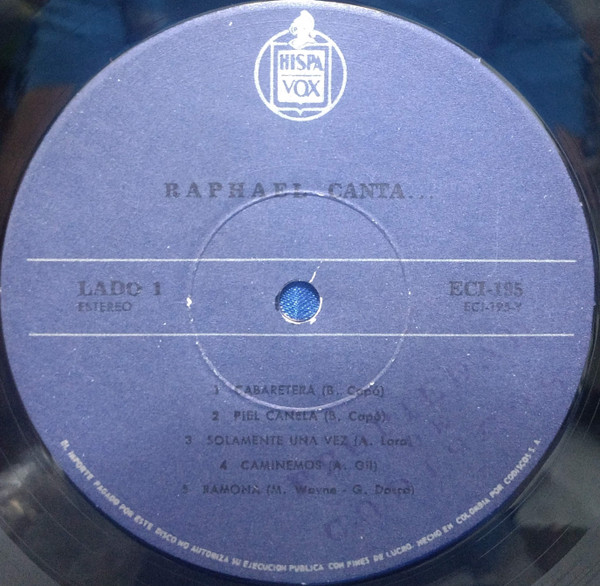 HISPA
VOX
RAPHAEL CANTA...
LADO 1
ESTEREO
ECI-195
ECI-195-Y
1 CABARETERA (B. Capó)
2 PIEL CANELA (B. Capó)
3 SOLAMENTE UNA VEZ (A. Lara)
4 CAMINEMOS (A. Gil)
5 RAMONA (M. Wayne - G. Dasca)
EL IMPORTE PAGADO POR ESTE DISCO NO AUTORIZA SU EJECUCION PUBLICA CON FINES DE LUCRO. HECHO EN COLOMBIA POR CODISCOS S.A.